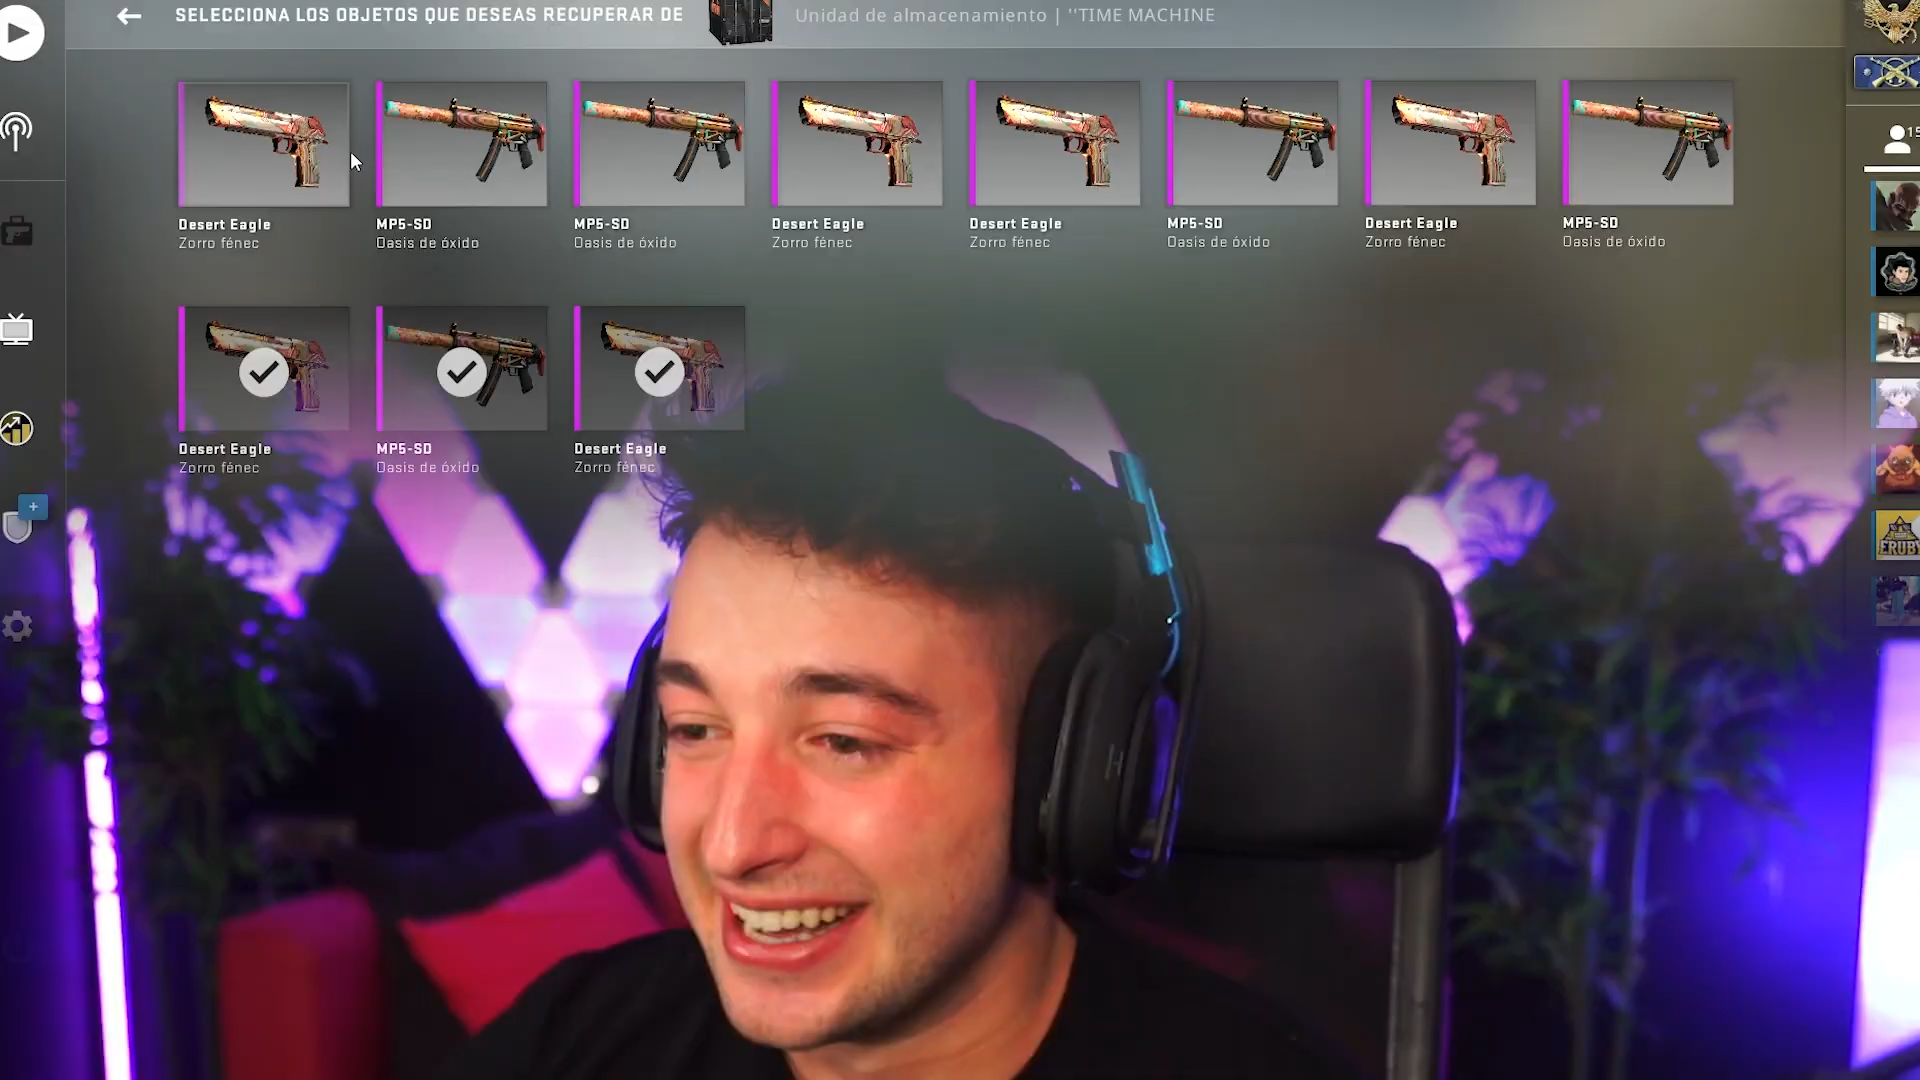 SELECCIONA LOS OBJETOS QUE DESEAS RECUPERAR DE
Unidad de almacenamiento | ''TIME MACHINE
15
Desert Eagle
Zorro fénec
MP5-SD
Oasis de óxido
MP5-SD
Oasis de óxido
Desert Eagle
Zorro fénec
Desert Eagle
Zorro fénec
MP5-SD
Oasis de óxido
Desert Eagle
Zorro fénec
MP5-SD
Oasis de óxido
Desert Eagle
Zorro fénec
MP5-SD
Oasis de óxido
Desert Eagle
Zorro fénec
+
ERUBY